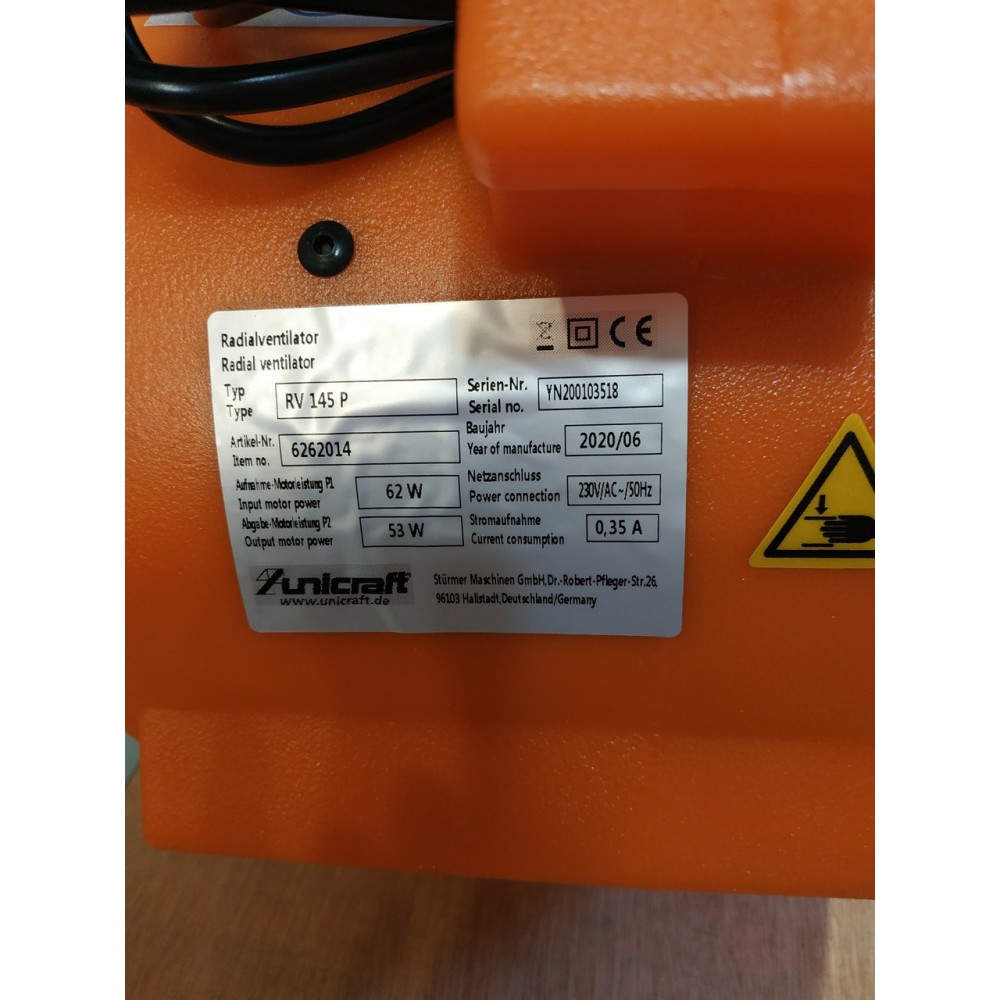 Radialventilator
Radial ventilator
CE
Typ
Type
RV 145 P
Serien-Nr.
Serial no.
YN200103518
Artikel-Nr.
Item no.
6262014
Baujahr
Year of manufacture
2020/06
Aufnahme-Motorleistung P1
Input motor power
62 W
Netzanschluss
Power connection
230V/AC~/50Hz
Abgabe-Motorleistung P2
Output motor power
53 W
Stromaufnahme
Current consumption
0,35 A
unicraft
www.unicraft.de
Stürmer Maschinen GmbH,Dr.-Robert-Pfleger-Str.26,
96103 Hallstadt,Deutschland/Germany